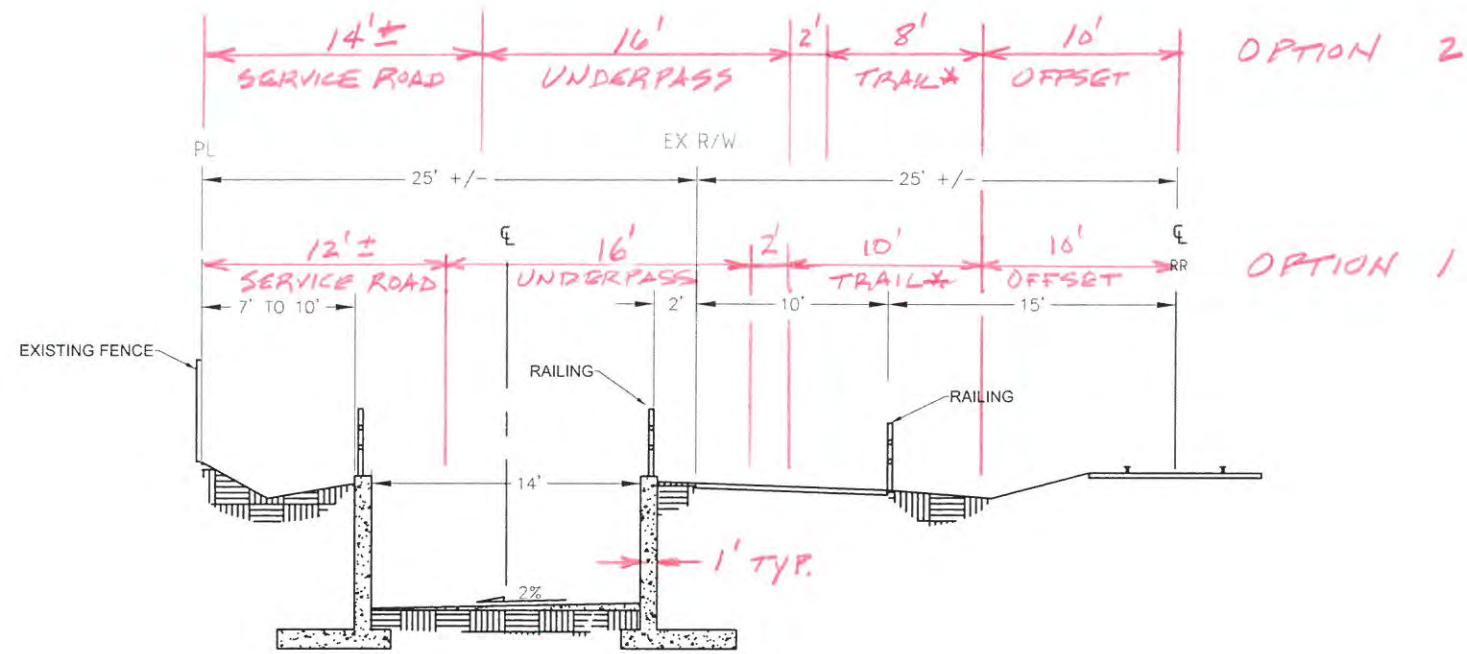 14'± 16' 2' 8' 10' OPTION 2
SERVICE ROAD UNDERPASS TRAIL* OFFSET
PL EX R/W
25' +/- 25' +/-
℄ ℄
12'± 16' 2' 10' 10' OPTION 1
RR
SERVICE ROAD UNDERPASS TRAIL* OFFSET
7' TO 10' 2' 10' 15'
EXISTING FENCE
RAILING
RAILING
14'
1' TYP.
2%